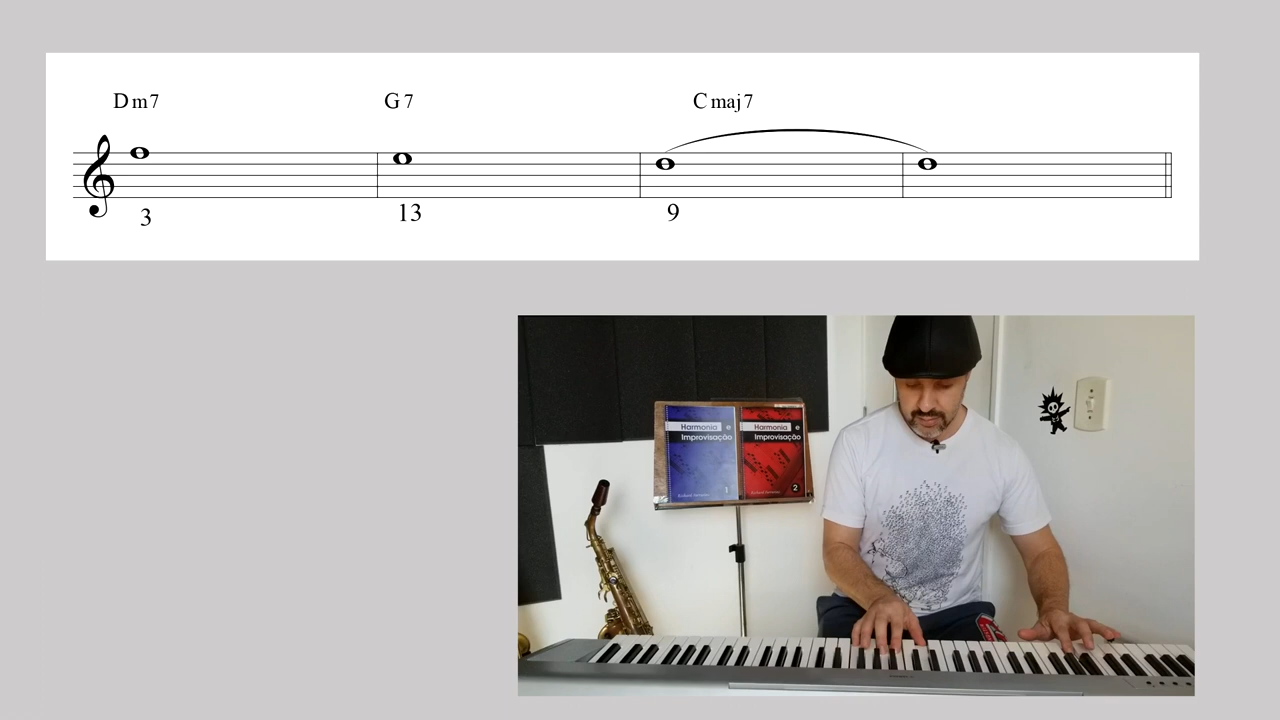 Dm7 G7 Cmaj7
3 13 9
Harmonia e
Improvisação
1
Harmonia e
Improvisação
2